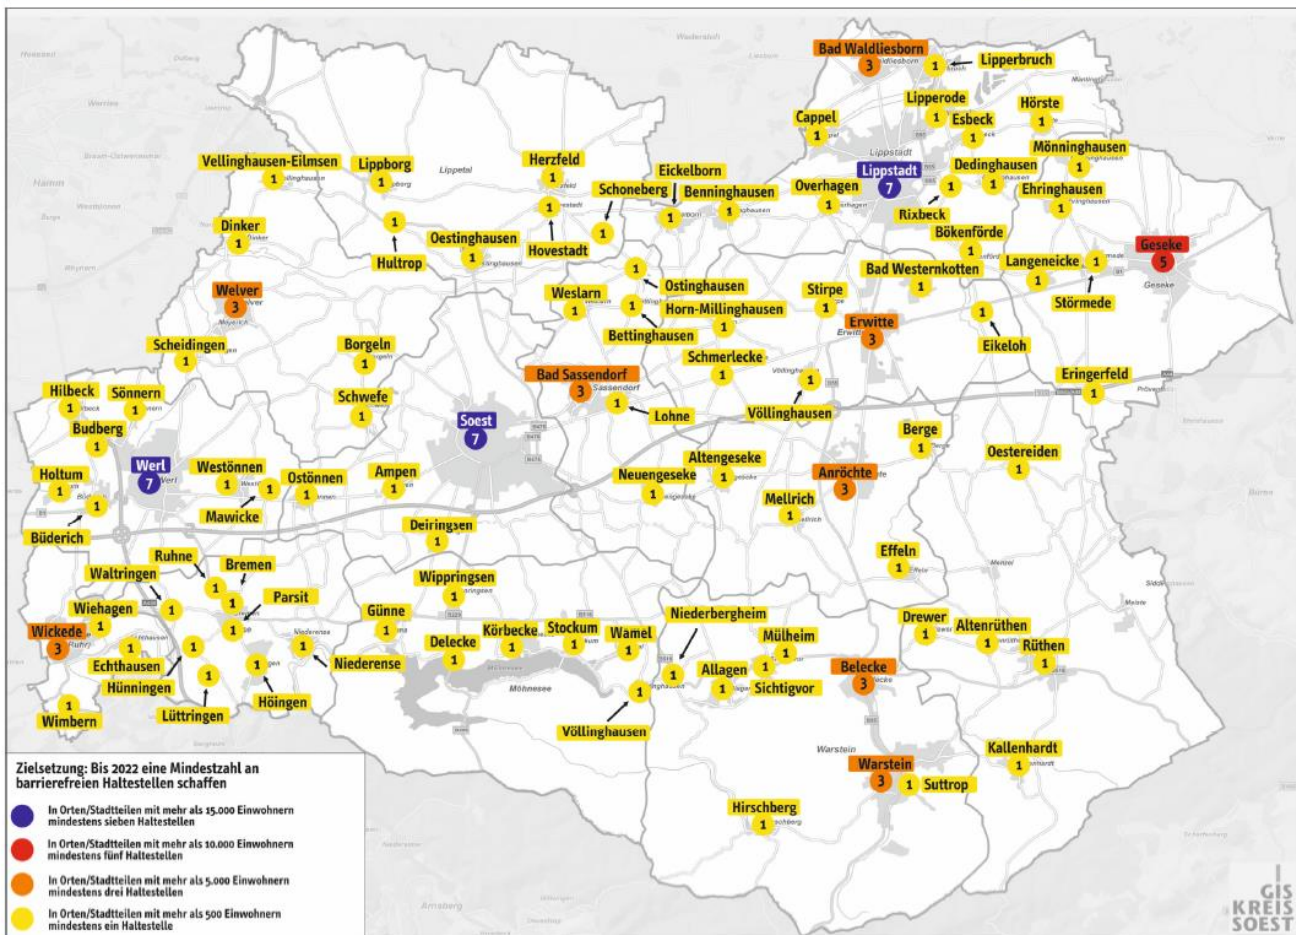 Bad Waldliesborn
3
1
Lipperbruch
Lipperode
1
Hörste
1
Cappel
1
Esbeck
1
Mönninghausen
1
Lippstadt
Lippetal
Vellinghausen-Eilmsen
1
Lippborg
1
Herzfeld
1
Schoneberg
1
Eickelborn
1
Benninghausen
1
Overhagen
1
Lippstadt
7
Dedinghausen
1
Rixbeck
1
Ehringhausen
1
Hamm
Dinker
1
Hultrop
1
Oestinghausen
1
Hovestadt
1
Ostinghausen
1
Bökenförde
1
Geseke
5
Geseke
Langeneicke
1
Störmede
1
Bad Westernkotten
1
Welver
3
Weslarn
1
Bettinghausen
1
Horn-Millinghausen
1
Stirpe
1
Erwitte
3
Eikeloh
1
Scheidingen
1
Borgeln
1
Schmerlecke
1
Bad Sassendorf
3
Sassendorf
Lohne
1
Völlinghausen
1
Eringerfeld
1
Hilbeck
1
Sönnern
1
Budberg
1
Schwefe
1
Soest
7
Berge
1
Oestereiden
1
Werl
7
Westönnen
1
Mawicke
1
Ostönnen
1
Ampen
1
Neuengeseke
1
Altengeseke
1
Anröchte
3
Holtum
1
Büderich
1
Mellrich
1
Deiringsen
1
Effeln
1
Ruhne
1
Bremen
1
Waltringen
1
Parsit
1
Wiehagen
1
Wickede
3
Wippringsen
1
Günne
1
Delecke
1
Körbecke
1
Stockum
1
Wamel
1
Niederbergheim
1
Mülheim
1
Allagen
1
Sichtigvor
1
Belecke
3
Drewer
1
Altenrüthen
1
Rüthen
1
Echthausen
1
Hünningen
1
Lüttringen
1
Höingen
1
Niederense
1
Wimbern
1
Möhnesee
Völlinghausen
1
Warstein
Warstein
3
Suttrop
1
Kallenhardt
1
Hirschberg
1
Arnsberg
Zielsetzung: Bis 2022 eine Mindestzahl an
barrierefreien Haltestellen schaffen
In Orten/Stadtteilen mit mehr als 15.000 Einwohnern
mindestens sieben Haltestellen
In Orten/Stadtteilen mit mehr als 10.000 Einwohnern
mindestens fünf Haltestellen
In Orten/Stadtteilen mit mehr als 5.000 Einwohnern
mindestens drei Haltestellen
In Orten/Stadtteilen mit mehr als 500 Einwohnern
mindestens ein Haltestelle
GIS
KREIS
SOEST